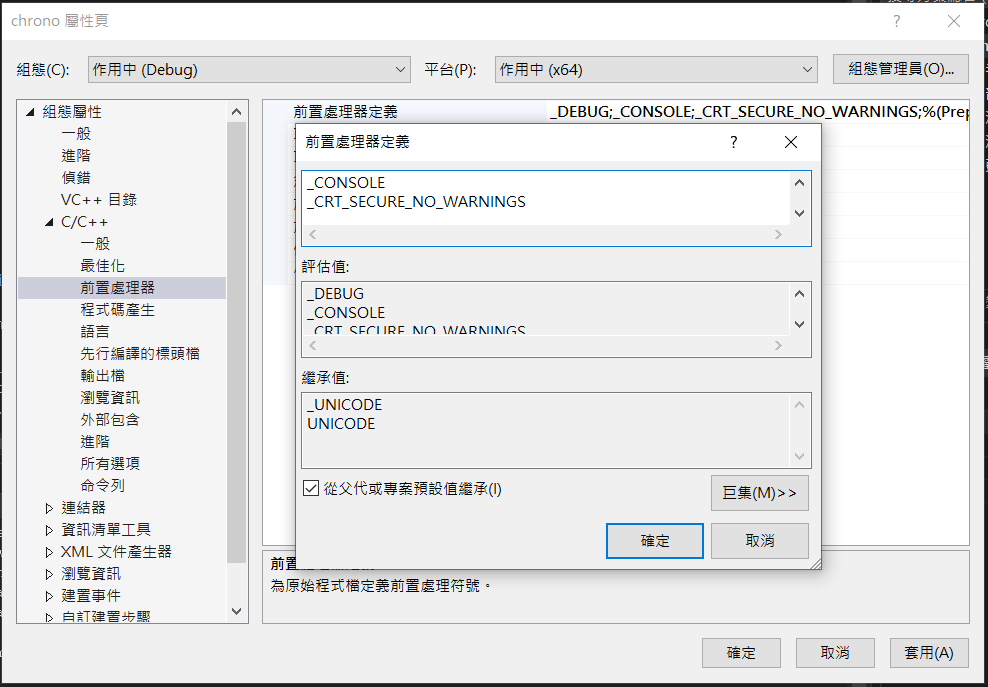 chrono 屬性頁
組態(C):
作用中 (Debug)
平台(P):
作用中 (x64)
組態管理員(O)...
組態屬性
一般
進階
偵錯
VC++ 目錄
C/C++
一般
最佳化
前置處理器
程式碼產生
語言
先行編譯的標頭檔
輸出檔
瀏覽資訊
外部包含
進階
所有選項
命令列
連結器
資訊清單工具
XML 文件產生器
瀏覽資訊
建置事件
自訂建置步驟
前置處理器定義
_DEBUG;_CONSOLE;_CRT_SECURE_NO_WARNINGS;%(Prep
前置處理器定義
?
_CONSOLE
_CRT_SECURE_NO_WARNINGS
評估值:
_DEBUG
_CONSOLE
_CRT_SECURE_NO_WARNINGS
繼承值:
_UNICODE
UNICODE
從父代或專案預設值繼承(I)
巨集(M)>>
確定
取消
前置
為原始程式檔定義前置處理符號。
確定
取消
套用(A)